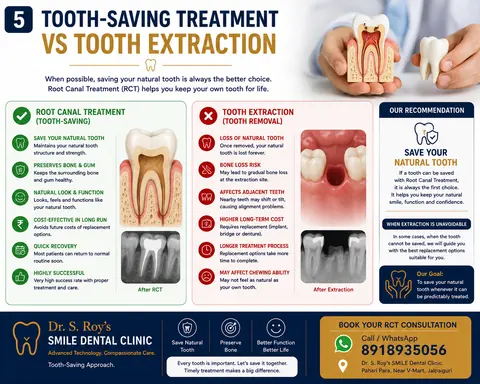 5
TOOTH-SAVING TREATMENT
VS TOOTH EXTRACTION
When possible, saving your natural tooth is always the better choice.
Root Canal Treatment (RCT) helps you keep your own tooth for life.
ROOT CANAL TREATMENT
(TOOTH-SAVING)
SAVE YOUR NATURAL TOOTH
Maintains your natural tooth
structure and strength.
PRESERVES BONE & GUM
Keeps the surrounding bone
and gum healthy.
NATURAL LOOK & FUNCTION
Looks, feels and functions
like your natural tooth.
₹
COST-EFFECTIVE IN LONG RUN
Avoids future costs of
replacement options.
QUICK RECOVERY
Most patients can return to normal
routine soon.
HIGHLY SUCCESSFUL
Very high success rate with proper
treatment and care.
After RCT
TOOTH EXTRACTION
(TOOTH REMOVAL)
LOSS OF NATURAL TOOTH
Once removed, your natural
tooth is lost forever.
BONE LOSS RISK
May lead to gradual bone loss
at the extraction site.
AFFECTS ADJACENT TEETH
Nearby teeth may shift or tilt,
causing alignment problems.
HIGHER LONG-TERM COST
Requires replacement (implant,
bridge or denture).
LONGER TREATMENT PROCESS
Replacement options take more
time to complete.
MAY AFFECT CHEWING ABILITY
May not feel as natural as
your own tooth.
After Extraction
OUR RECOMMENDATION
SAVE YOUR
NATURAL TOOTH
If a tooth can be saved
with Root Canal Treatment,
it is always the first choice.
It helps you keep your natural
smile, function and confidence.
WHEN EXTRACTION IS UNAVOIDABLE
In some cases, when the tooth
cannot be saved, we will guide you
with the best replacement options
suitable for you.
Our Goal:
To save your natural
tooth whenever it can
be predictably treated.
Dr. S. Roy's
SMILE DENTAL CLINIC
Advanced Technology. Compassionate Care.
Tooth-Saving Approach.
Save Natural
Tooth
Preserve
Bone
Better Function
Better Life
Every tooth is important. Let's save it together.
Timely treatment makes a big difference.
BOOK YOUR RCT CONSULTATION
Call / WhatsApp
8918935056
Dr. S. Roy's SMILE Dental Clinic
Pahari Para, Near V-Mart, Jalpaiguri